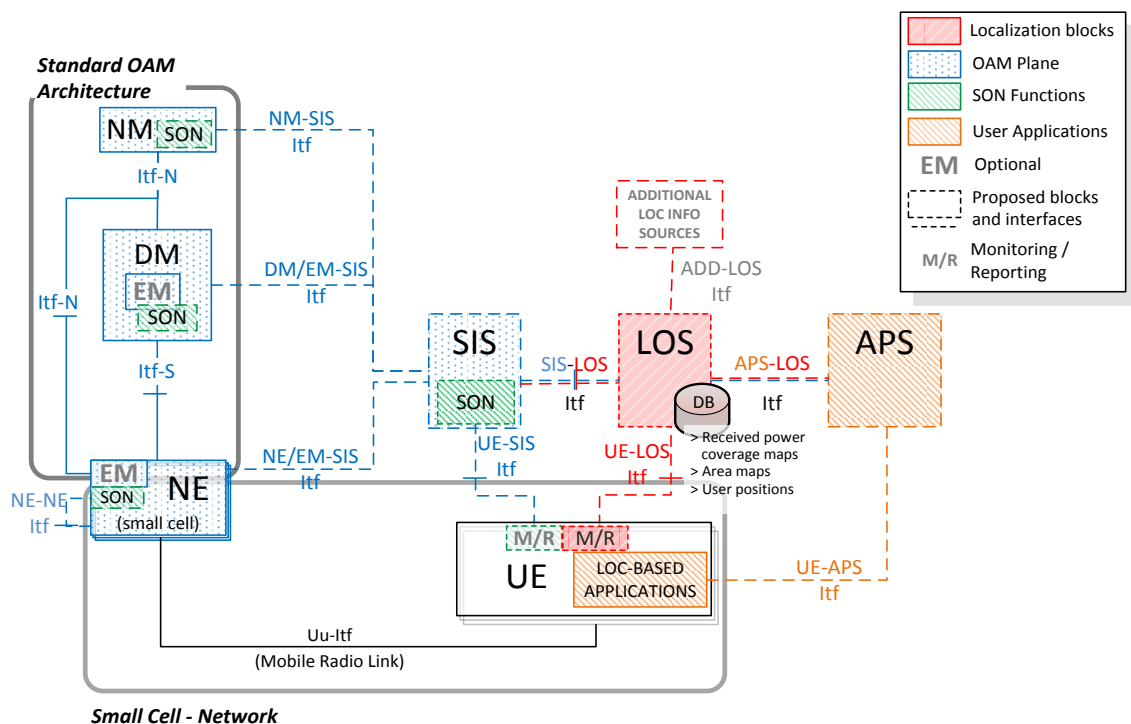 Standard OAM
Architecture
NM
SON
NM-SIS
Itf
Itf-N
DM
EM
SON
DM/EM-SIS
Itf
Itf-N
Itf-S
ADDITIONAL
LOC INFO
SOURCES
ADD-LOS
Itf
SIS
SON
SIS-LOS
Itf
LOS
DB
APS-LOS
Itf
APS
> Received power
coverage maps
> Area maps
> User positions
UE-SIS
Itf
UE-LOS
Itf
NE/EM-SIS
Itf
EM
SON
NE
(small cell)
NE-NE
Itf
M/R
M/R
UE
LOC-BASED
APPLICATIONS
UE-APS
Itf
Uu-Itf
(Mobile Radio Link)
Small Cell - Network
Localization blocks
OAM Plane
SON Functions
User Applications
EM
Optional
Proposed blocks
and interfaces
M/R
Monitoring /
Reporting